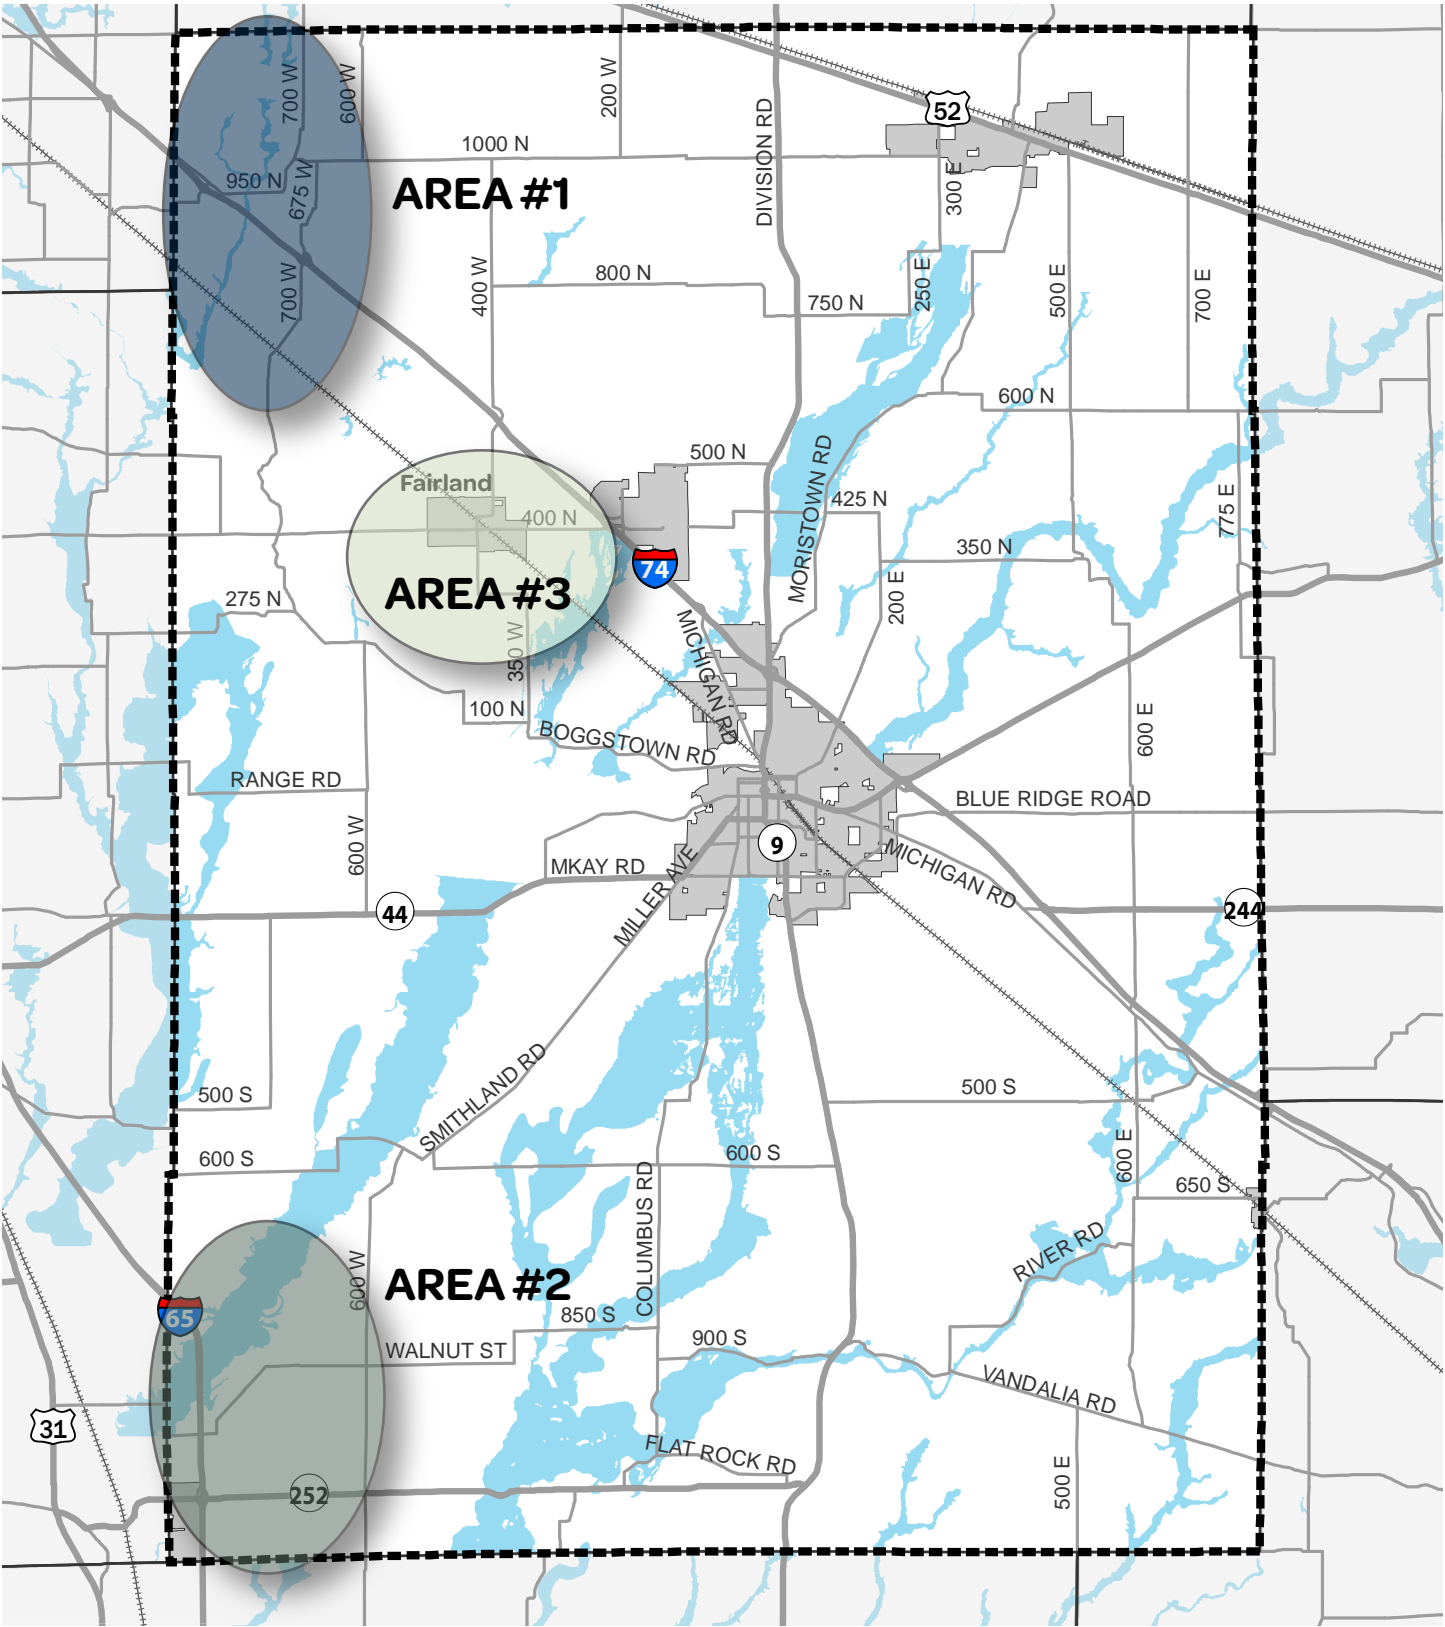 700 W
600 W
200 W
DIVISION RD
52
1000 N
950 N
675 W
AREA #1
300 E
700 W
400 W
800 N
750 N
250 E
500 E
700 E
600 N
500 N
MORISTOWN RD
425 N
Fairland
400 N
775 E
350 N
74
AREA #3
200 E
275 N
350 W
MICHIGAN RD
100 N
BOGGSTOWN RD
600 E
RANGE RD
BLUE RIDGE ROAD
600 W
9
MKAY RD
MILLER AVE
MICHIGAN RD
44
244
SMITHLAND RD
500 S
500 S
600 S
600 S
600 E
650 S
COLUMBUS RD
RIVER RD
600 W
AREA #2
65
850 S
WALNUT ST
900 S
VANDALIA RD
31
FLAT ROCK RD
500 E
252